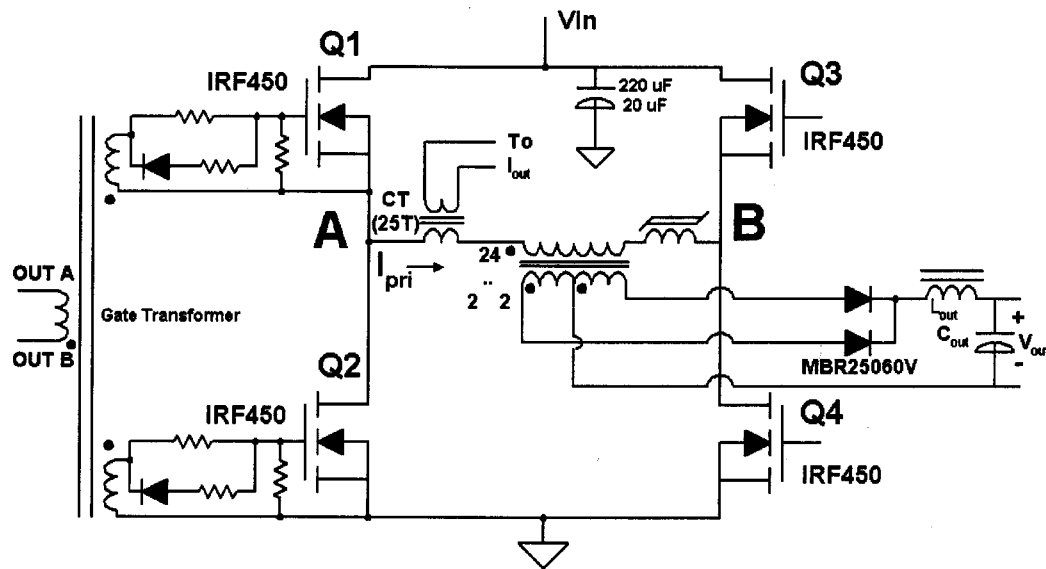 VIn
Q1
IRF450
220 uF
20 uF
Q3
IRF450
To
Iout
CT
(25T)
A
B
Ipri
24
2 .. 2
OUT A
Gate Transformer
OUT B
Lout
Cout
+
Vout
-
MBR25060V
Q2
IRF450
Q4
IRF450